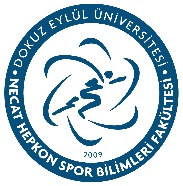 DOKUZ EYLÜL ÜNİVERSİTESİ
NECAT HEPKON SPOR BİLİMLERİ FAKÜLTESİ
2009